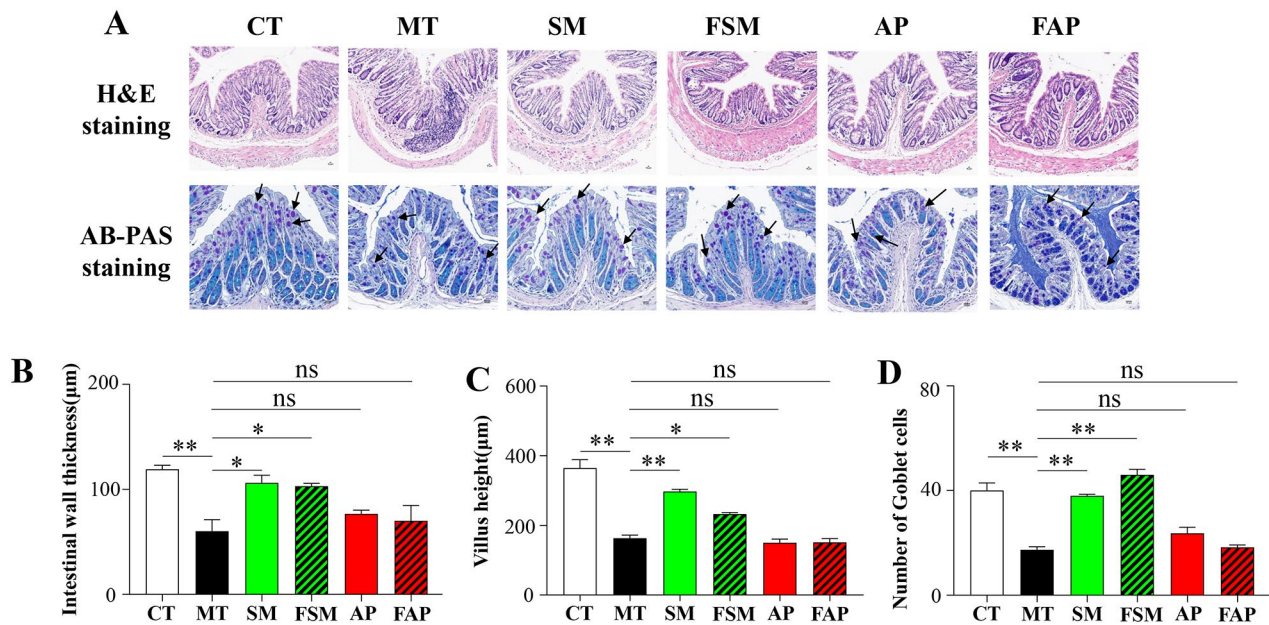 A
CT MT SM FSM AP FAP
H&E
staining
AB-PAS
staining
B
Intestinal wall thickness(μm)
200
100
0
ns
ns
*
**
*
CT MT SM FSM AP FAP
C
Villus height(μm)
600
400
200
0
ns
ns
*
**
**
CT MT SM FSM AP FAP
D
Number of Goblet cells
80
40
0
ns
ns
**
**
**
CT MT SM FSM AP FAP